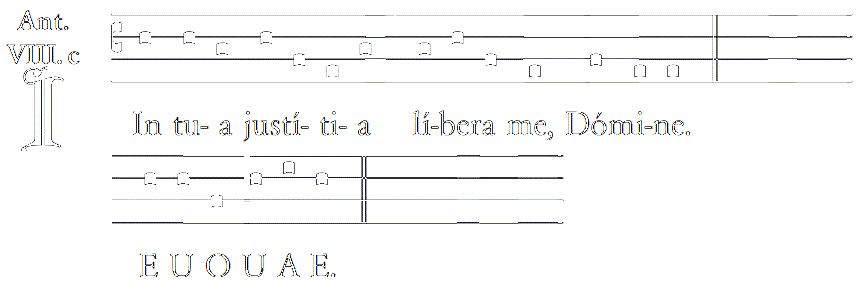 Ant.
VIII. c
I
In tu- a justí- ti- a lí-bera me, Dómi-ne.
E U O U A E.